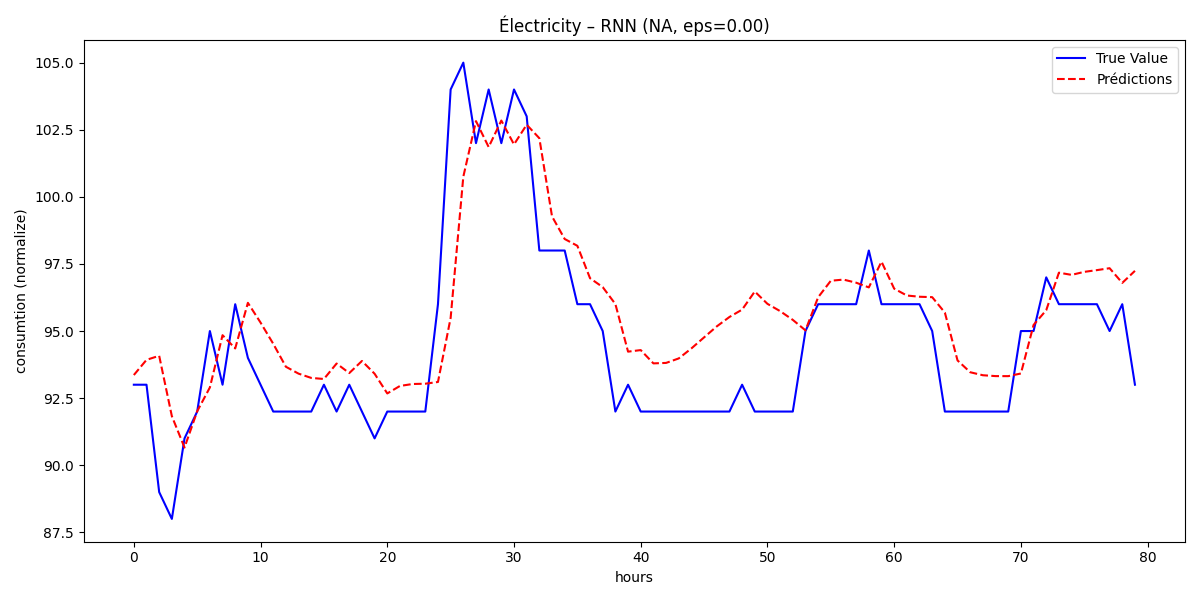 Électricity – RNN (NA, eps=0.00)
True Value
Prédictions
consumtion (normalize)
105.0
102.5
100.0
97.5
95.0
92.5
90.0
87.5
0 10 20 30 40 50 60 70 80
hours